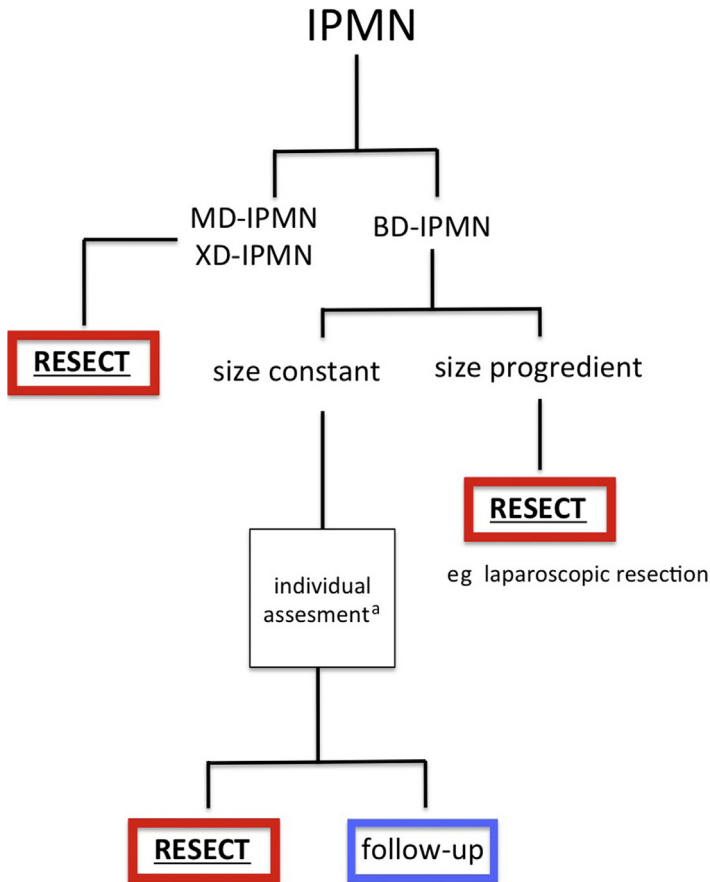 IPMN
MD-IPMN
XD-IPMN
BD-IPMN
RESECT
size constant
size progredient
RESECT
eg laparoscopic resection
individual
assesmentᵃ
RESECT
follow-up